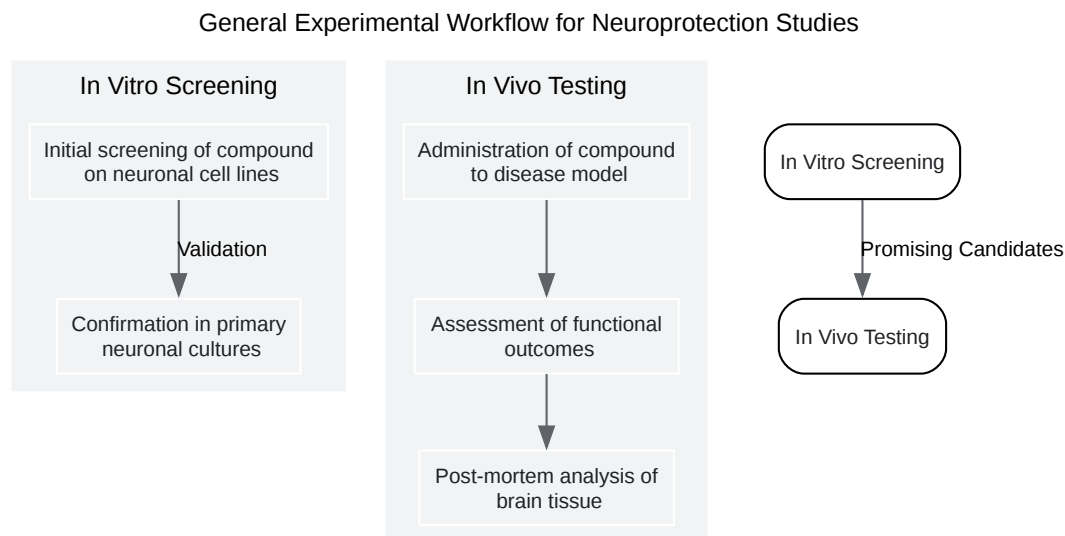 General Experimental Workflow for Neuroprotection Studies
In Vitro Screening
Initial screening of compound
on neuronal cell lines
Validation
Confirmation in primary
neuronal cultures
In Vivo Testing
Administration of compound
to disease model
Assessment of functional
outcomes
Post-mortem analysis of
brain tissue
In Vitro Screening
Promising Candidates
In Vivo Testing